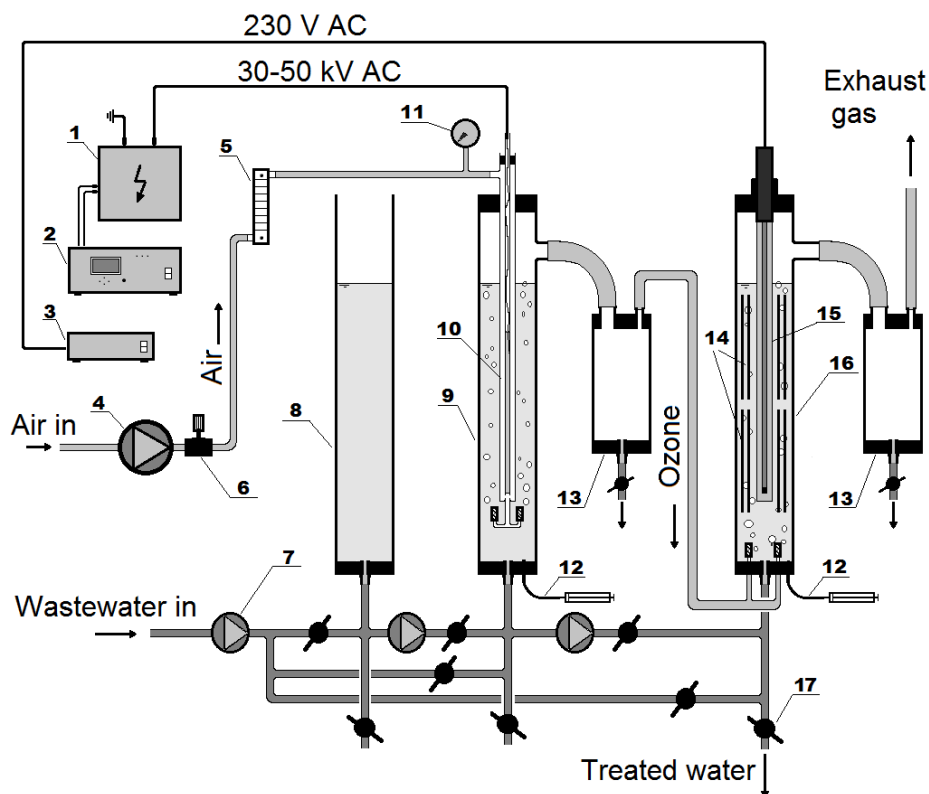 230 V AC
30-50 kV AC
Exhaust
gas
11
1
5
2
3
Air
10
15
14
16
4
8
9
Air in
Ozone
6
13
13
7
12
12
Wastewater in
17
Treated water